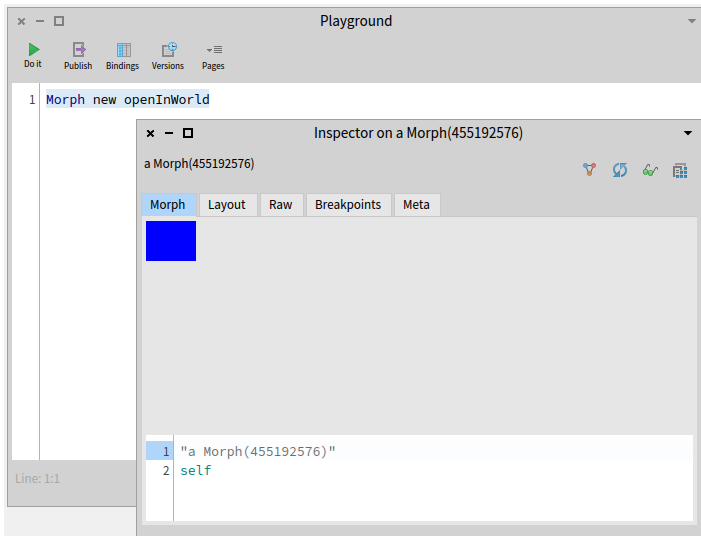 Playground
Do it Publish Bindings Versions Pages
1 Morph new openInWorld
Line: 1:1
Inspector on a Morph(455192576)
a Morph(455192576)
Morph Layout Raw Breakpoints Meta
1 "a Morph(455192576)"
2 self